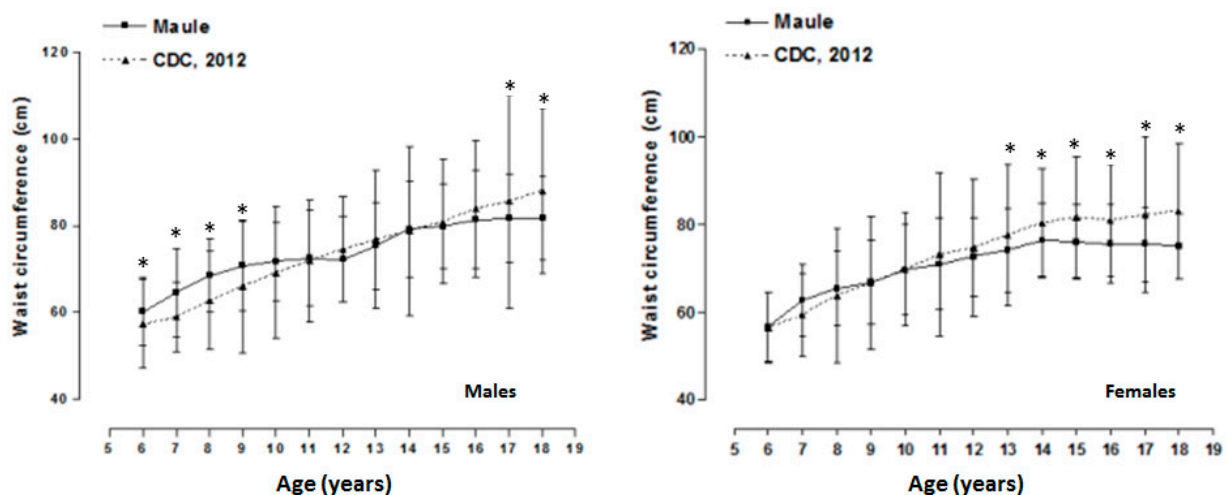 Maule
CDC, 2012
120
100
80
60
40
Waist circumference (cm)
* * * * * *
Males
5 6 7 8 9 10 11 12 13 14 15 16 17 18 19
Age (years)
Maule
CDC, 2012
120
100
80
60
40
Waist circumference (cm)
* * * * * *
Females
5 6 7 8 9 10 11 12 13 14 15 16 17 18 19
Age (years)